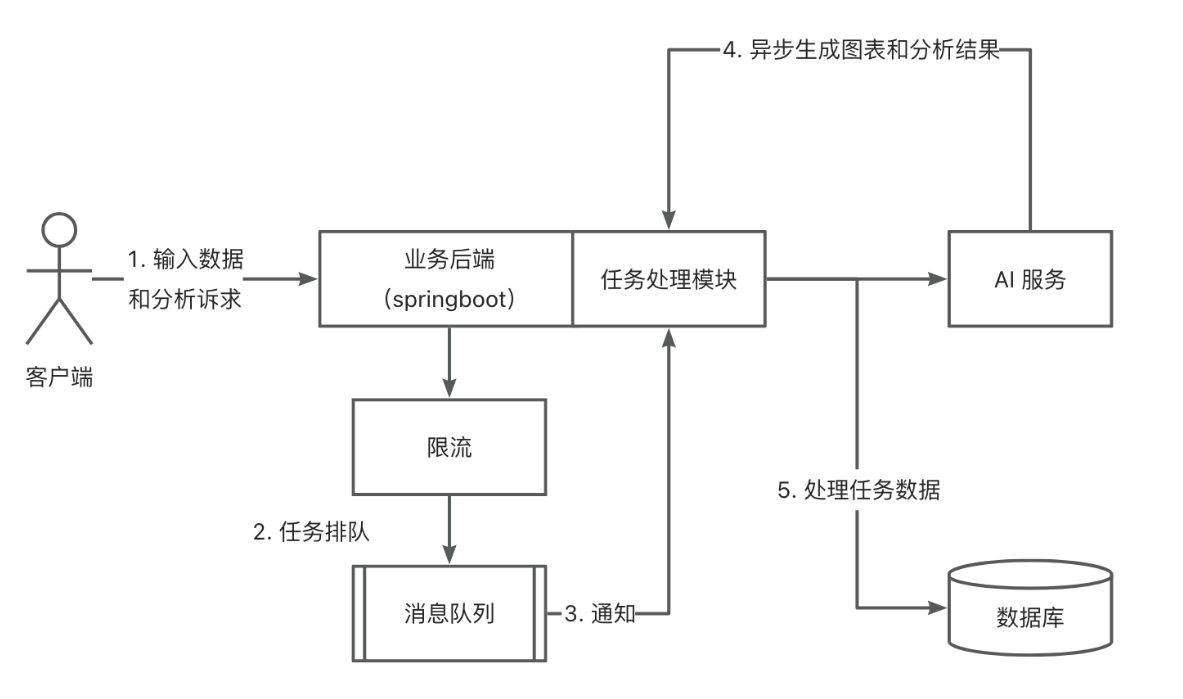 4. 异步生成图表和分析结果
1. 输入数据
和分析诉求
业务后端
（springboot）
任务处理模块
AI 服务
客户端
限流
2. 任务排队
5. 处理任务数据
消息队列
3. 通知
数据库